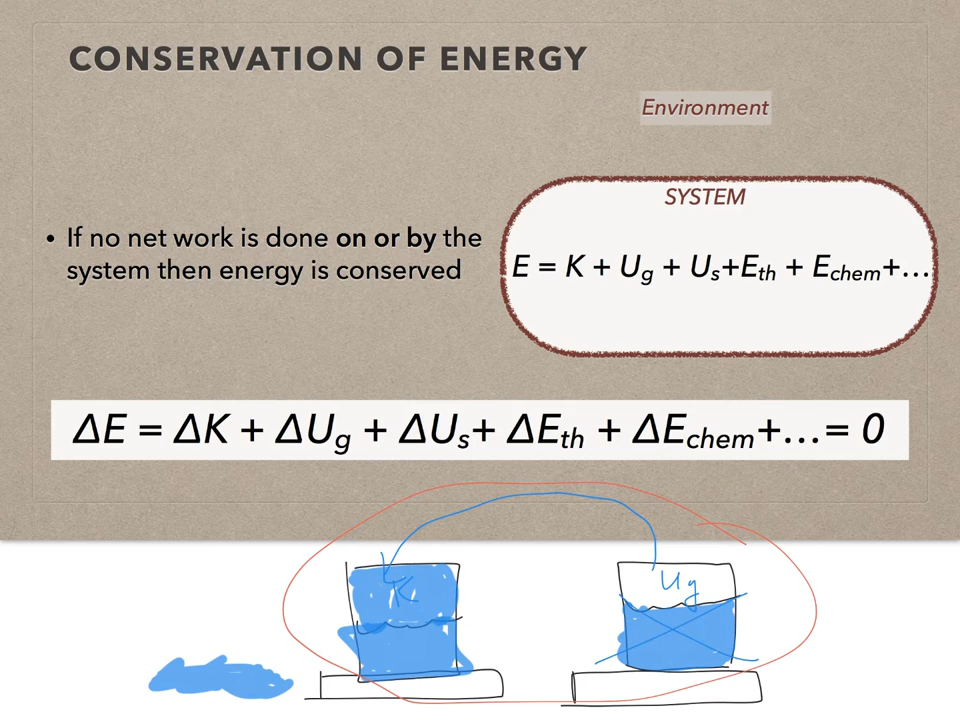 CONSERVATION OF ENERGY
Environment
• If no net work is done on or by the
system then energy is conserved
SYSTEM
E = K + Ug + Us+Eth + Echem+...
ΔE = ΔK + ΔUg + ΔUs+ ΔEth + ΔEchem+...= 0
K
Ug